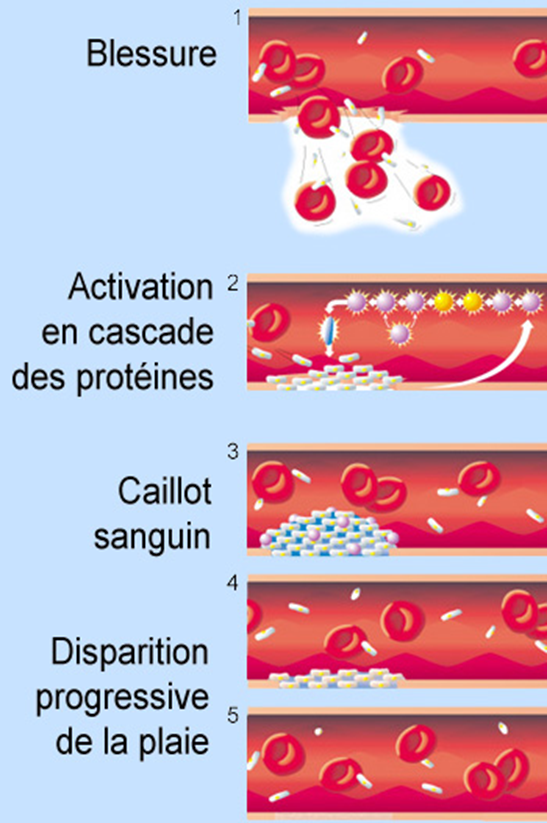 1
Blessure
2
Activation
en cascade
des protéines
3
Caillot
sanguin
4
Disparition
progressive
de la plaie
5